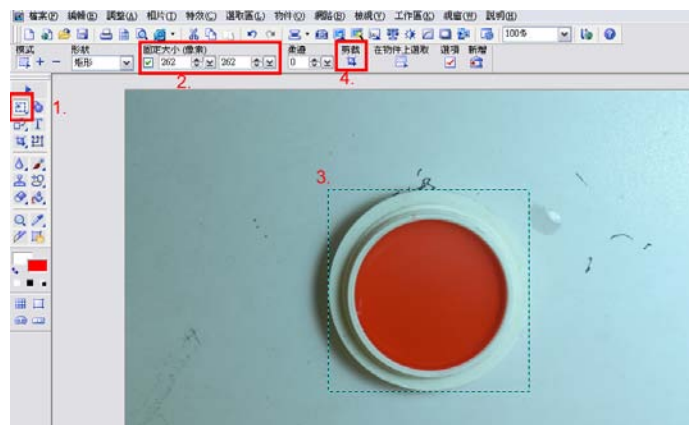 檔案(F) 編輯(E) 調整(A) 相片(T) 特效(C) 選取區(L) 物件(O) 網路(B) 檢視(V) 工作區(K) 視窗(W) 說明(H)
100%
模式 形狀 固定大小 (像素) 柔邊 剪裁 在物件上選取 選項 新增
矩形 262 262 0
2. 4.
1.
3.